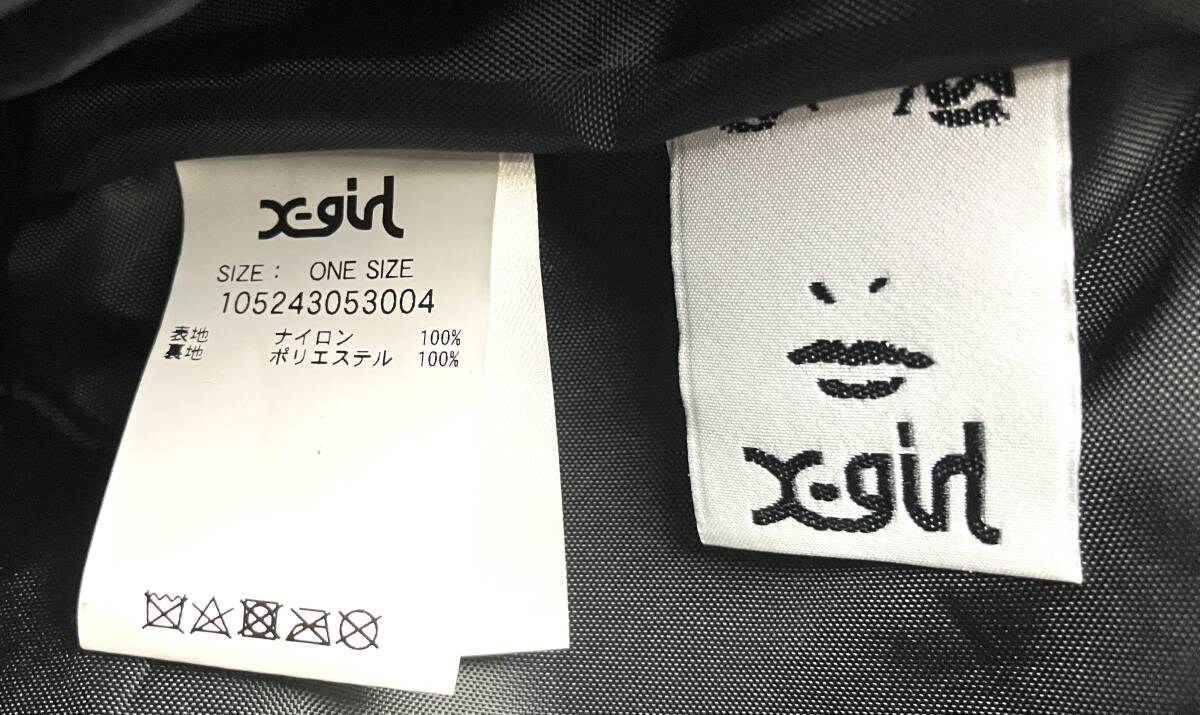 X-girl
SIZE : ONE SIZE
105243053004
表地 ナイロン 100%
裏地 ポリエステル 100%
X-girl